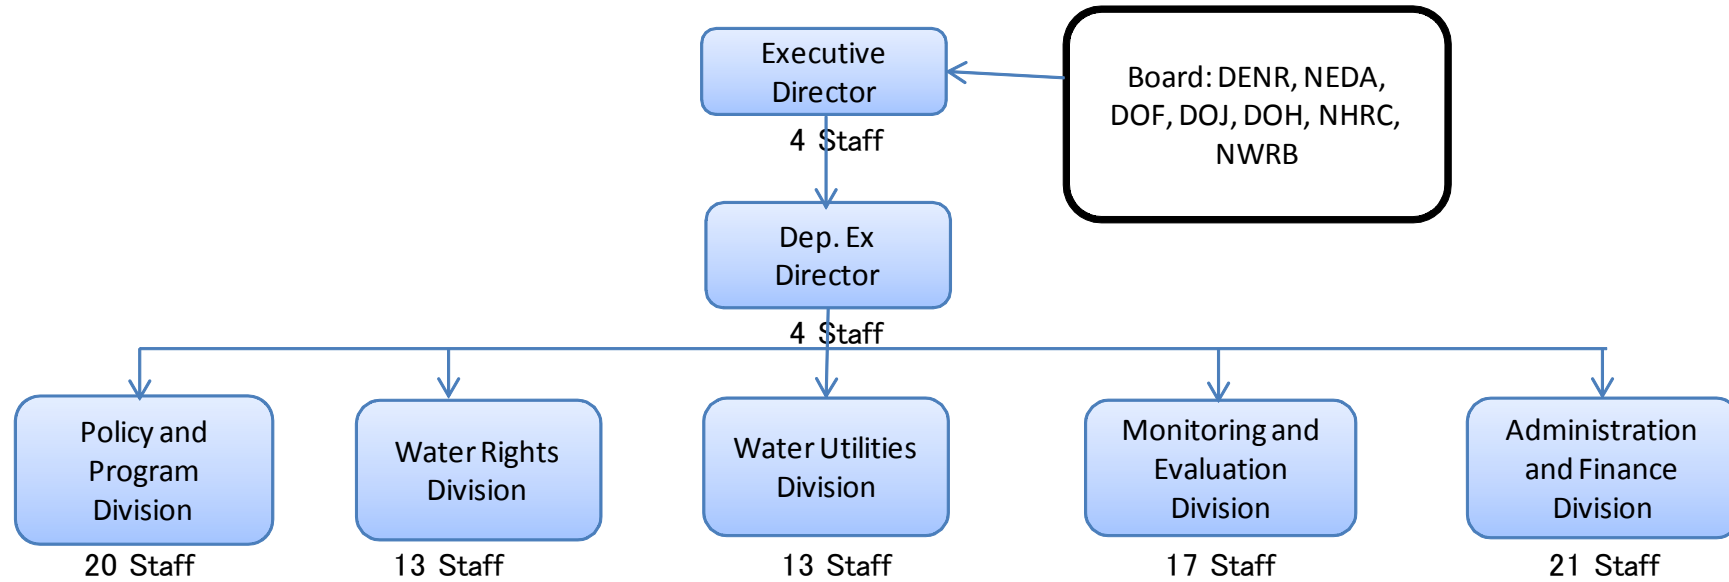 Executive
Director
4 Staff
Board: DENR, NEDA,
DOF, DOJ, DOH, NHRC,
NWRB
Dep. Ex
Director
4 Staff
Policy and
Program
Division
20 Staff
Water Rights
Division
13 Staff
Water Utilities
Division
13 Staff
Monitoring and
Evaluation
Division
17 Staff
Administration
and Finance
Division
21 Staff